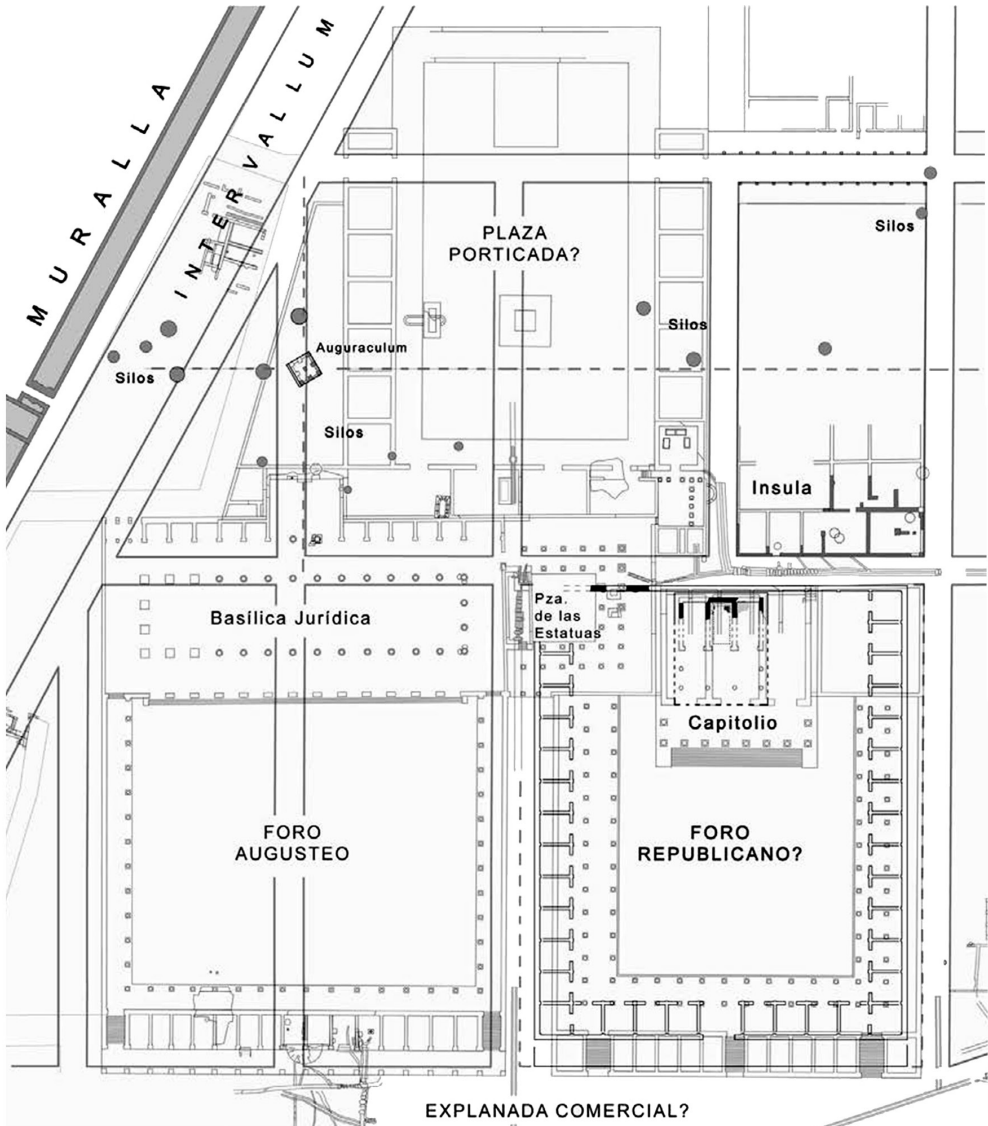 MURALLA
INTERVALLUM
PLAZA
PORTICADA?
Silos
Silos
Auguraculum
Silos
Silos
Insula
Basílica Jurídica
Pza.
de las
Estatuas
Capitolio
FORO
AUGUSTEO
FORO
REPUBLICANO?
EXPLANADA COMERCIAL?